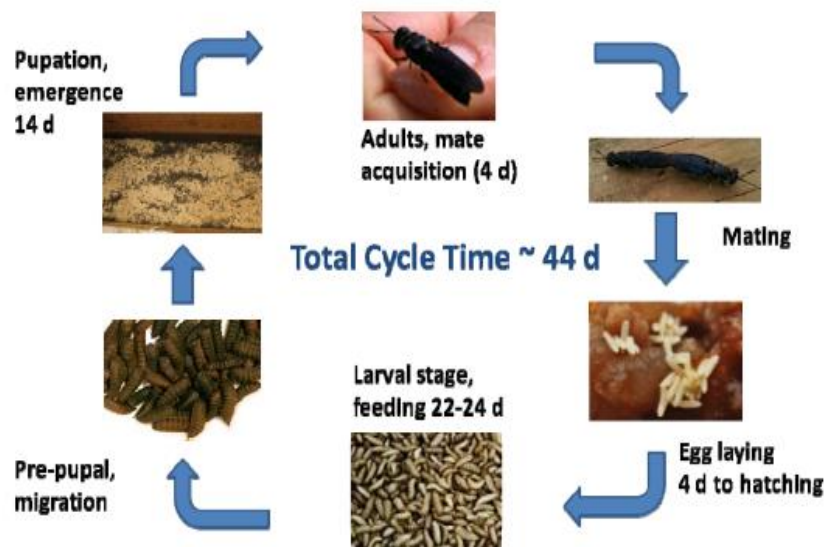 Pupation,
emergence
14 d
Adults, mate
acquisition (4 d)
Mating
Total Cycle Time ~ 44 d
Larval stage,
feeding 22-24 d
Egg laying
4 d to hatching
Pre-pupal,
migration